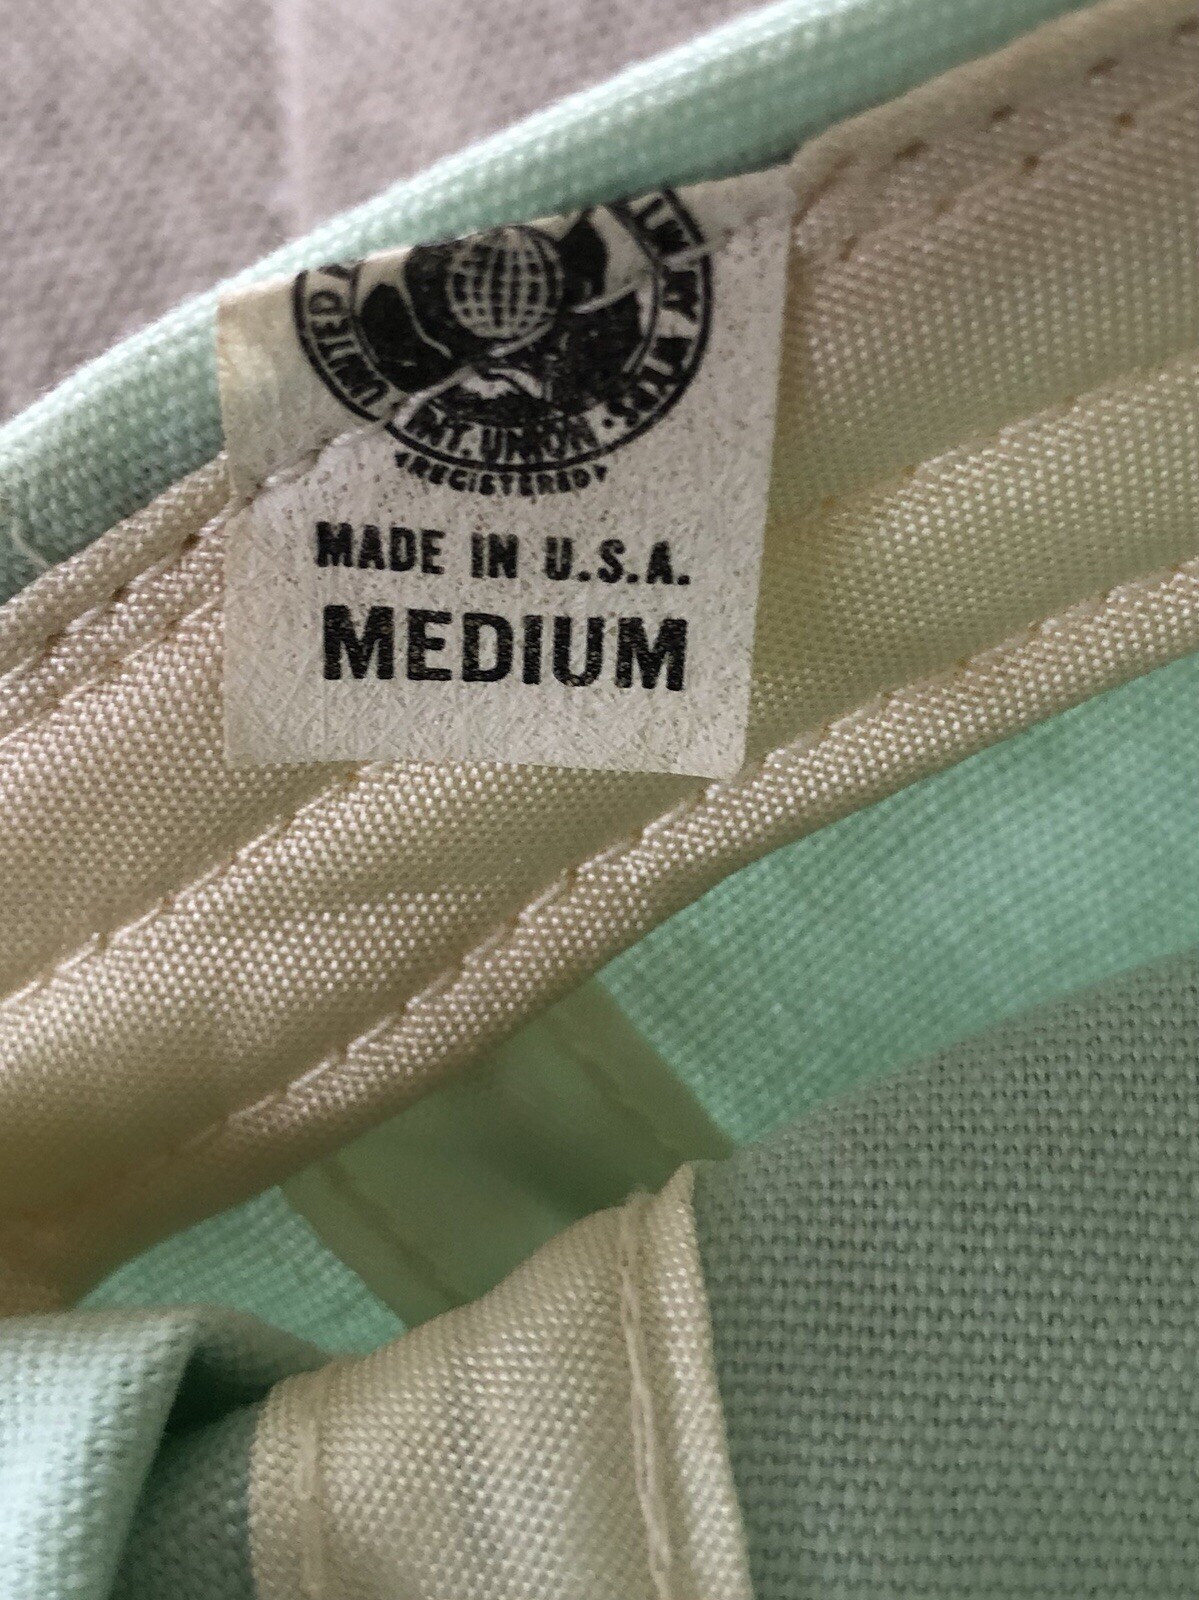 UNITED
INT. UNION
REGISTERED
MADE IN U.S.A.
MEDIUM